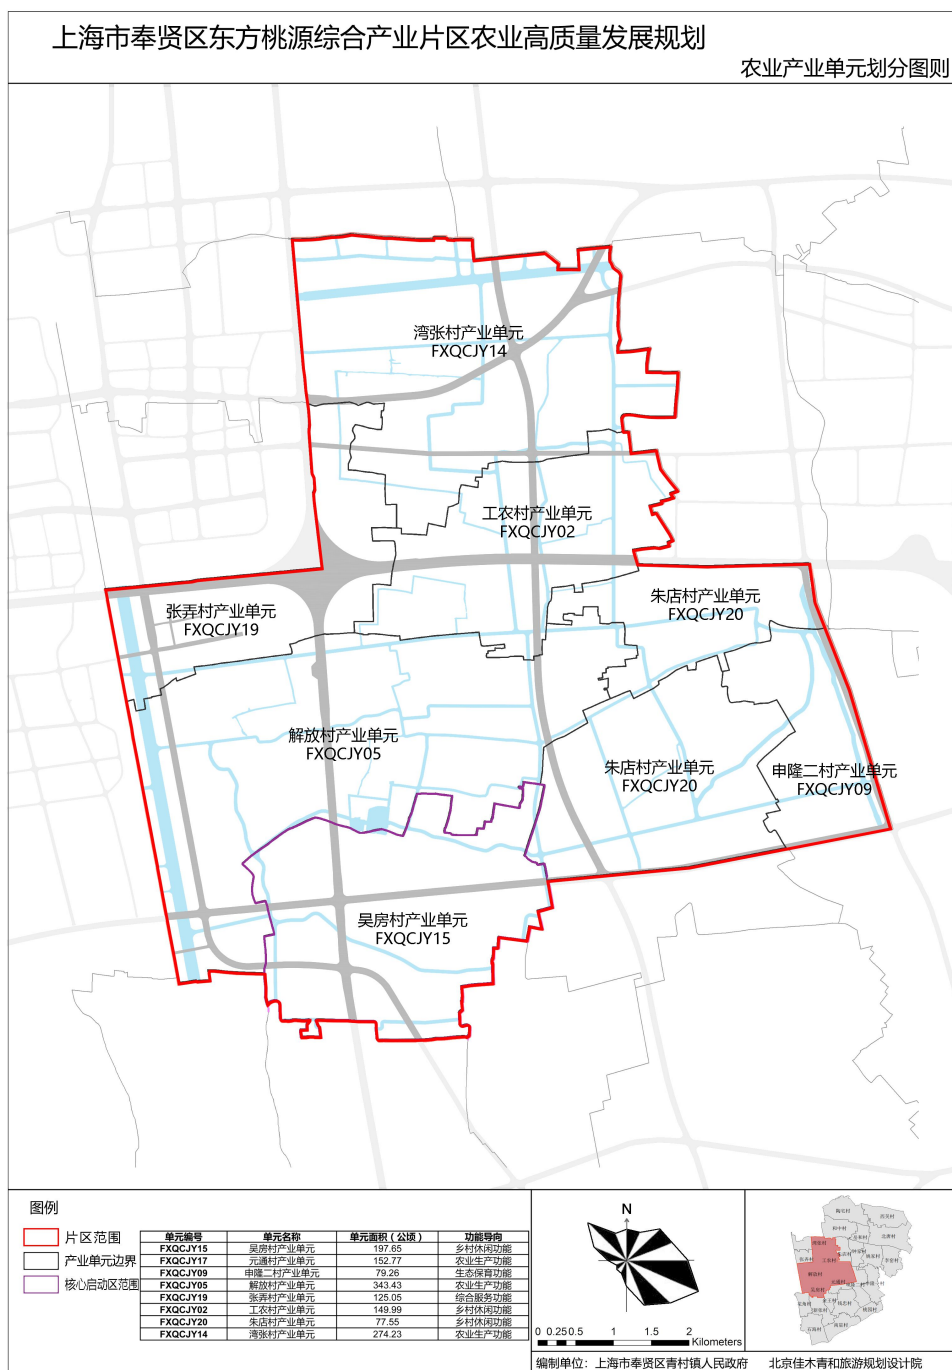 上海市奉贤区东方桃源综合产业片区农业高质量发展规划
农业产业单元划分图则
湾张村产业单元
FXQCJY14
工农村产业单元
FXQCJY02
张弄村产业单元
FXQCJY19
朱店村产业单元
FXQCJY20
解放村产业单元
FXQCJY05
朱店村产业单元
FXQCJY20
申隆二村产业单元
FXQCJY09
吴房村产业单元
FXQCJY15
图例
片区范围
产业单元边界
核心启动区范围
单元编号 单元名称 单元面积（公顷） 功能导向
FXQCJY15 吴房村产业单元 197.65 乡村休闲功能
FXQCJY17 元通村产业单元 152.77 农业生产功能
FXQCJY09 申隆二村产业单元 79.26 生态保育功能
FXQCJY05 解放村产业单元 343.43 农业生产功能
FXQCJY19 张弄村产业单元 125.05 综合服务功能
FXQCJY02 工农村产业单元 149.99 乡村休闲功能
FXQCJY20 朱店村产业单元 77.55 乡村休闲功能
FXQCJY14 湾张村产业单元 274.23 农业生产功能
N
0 0.25 0.5 1 1.5 2
Kilometers
编制单位：上海市奉贤区青村镇人民政府 北京佳木青和旅游规划设计院